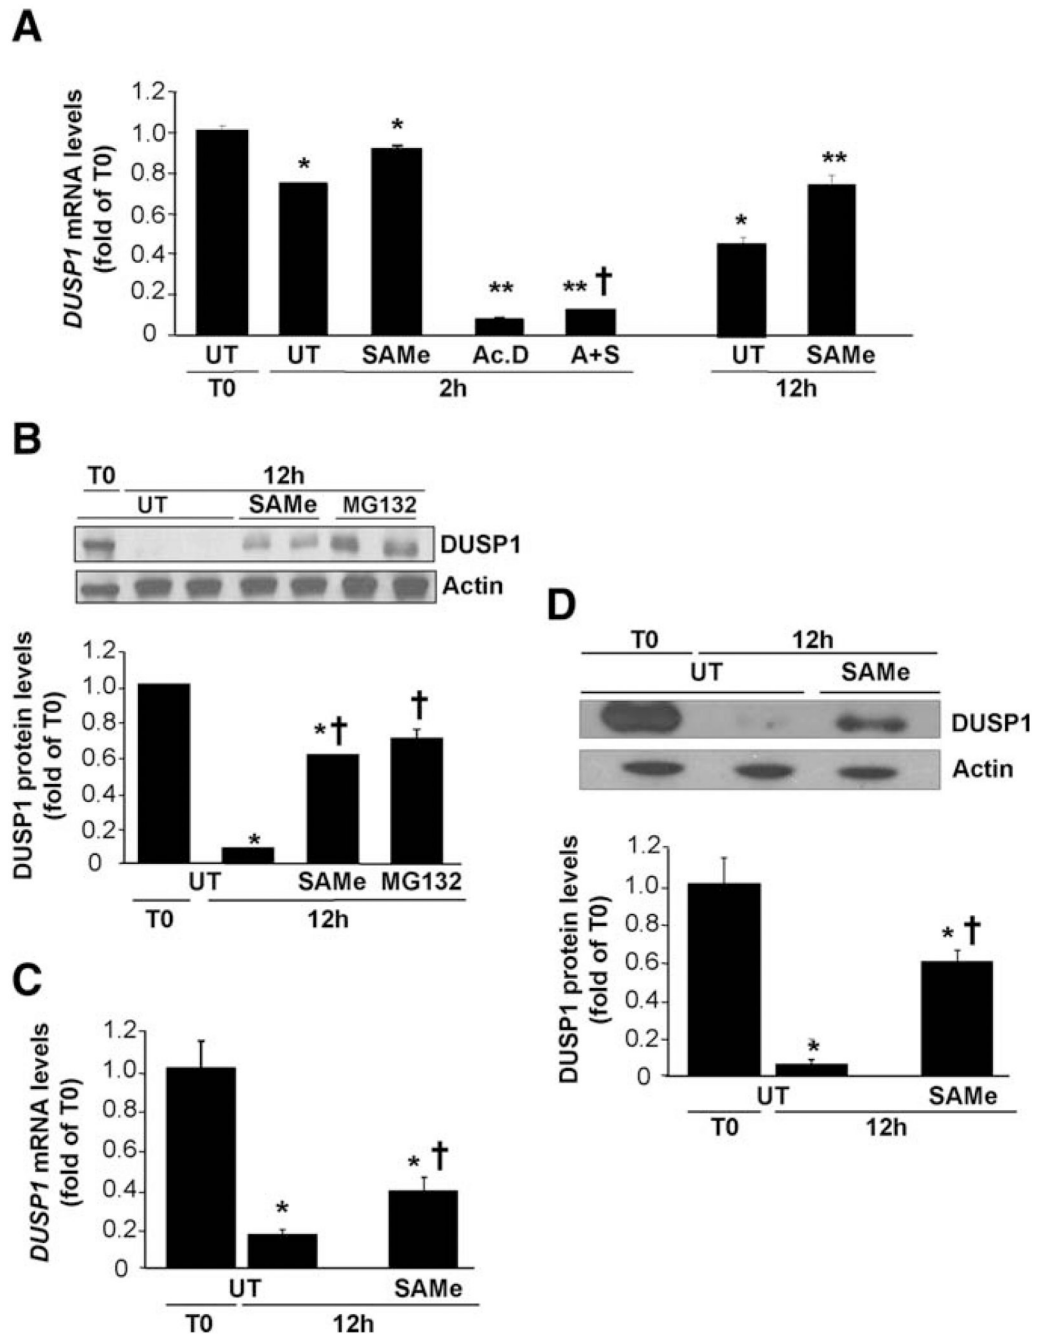 A
DUSP1 mRNA levels
(fold of T0)
1.2
1.0
0.8
0.6
0.4
0.2
0
*
*
**
** †
*
**
UT UT SAMe Ac.D A+S UT SAMe
T0 2h 12h
B
T0 12h
UT SAMe MG132
DUSP1
Actin
DUSP1 protein levels
(fold of T0)
1.2
1.0
0.8
0.6
0.4
0.2
0
*
*†
†
UT SAMe MG132
T0 12h
C
DUSP1 mRNA levels
(fold of T0)
1.2
1.0
0.8
0.6
0.4
0.2
0
*
* †
UT SAMe
T0 12h
D
T0 12h
UT SAMe
DUSP1
Actin
DUSP1 protein levels
(fold of T0)
1.2
1.0
0.8
0.6
0.4
0.2
0
*
* †
UT SAMe
T0 12h